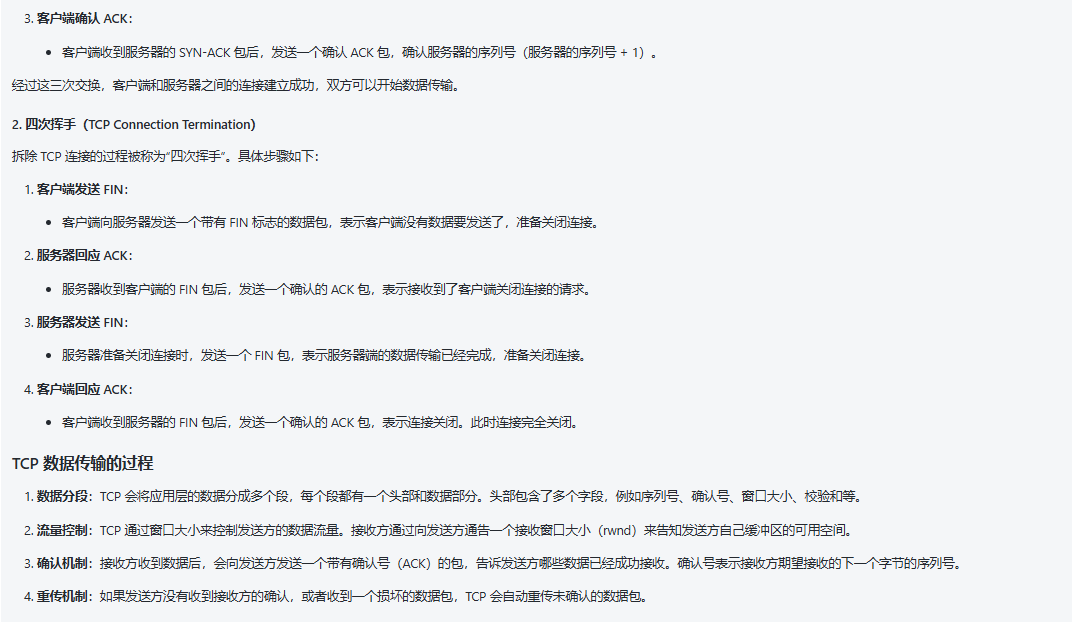 3. 客户端确认 ACK：
• 客户端收到服务器的 SYN-ACK 包后，发送一个确认 ACK 包，确认服务器的序列号（服务器的序列号 + 1）。
经过这三次交换，客户端和服务器之间的连接建立成功，双方可以开始数据传输。
2. 四次挥手（TCP Connection Termination）
拆除 TCP 连接的过程被称为“四次挥手”。具体步骤如下：
1. 客户端发送 FIN：
• 客户端向服务器发送一个带有 FIN 标志的数据包，表示客户端没有数据要发送了，准备关闭连接。
2. 服务器回应 ACK：
• 服务器收到客户端的 FIN 包后，发送一个确认的 ACK 包，表示接收到了客户端关闭连接的请求。
3. 服务器发送 FIN：
• 服务器准备关闭连接时，发送一个 FIN 包，表示服务器端的数据传输已经完成，准备关闭连接。
4. 客户端回应 ACK：
• 客户端收到服务器的 FIN 包后，发送一个确认的 ACK 包，表示连接关闭。此时连接完全关闭。
TCP 数据传输的过程
1. 数据分段：TCP 会将应用层的数据分成多个段，每个段都有一个头部和数据部分。头部包含了多个字段，例如序列号、确认号、窗口大小、校验和等。
2. 流量控制：TCP 通过窗口大小来控制发送方的数据流量。接收方通过向发送方通告一个接收窗口大小（rwnd）来告知发送方自己缓冲区的可用空间。
3. 确认机制：接收方收到数据后，会向发送方发送一个带有确认号（ACK）的包，告诉发送方哪些数据已经成功接收。确认号表示接收方期望接收的下一个字节的序列号。
4. 重传机制：如果发送方没有收到接收方的确认，或者收到一个损坏的数据包，TCP 会自动重传未确认的数据包。